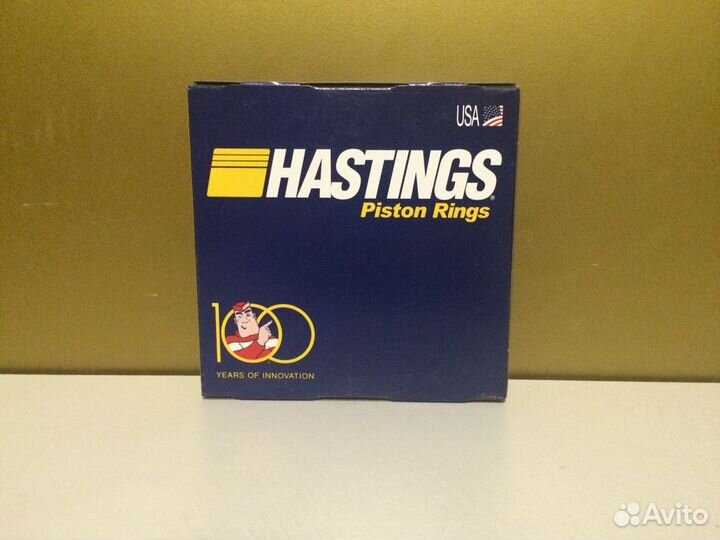 USA
HASTINGS®
Piston Rings
100
YEARS OF INNOVATION
Avito